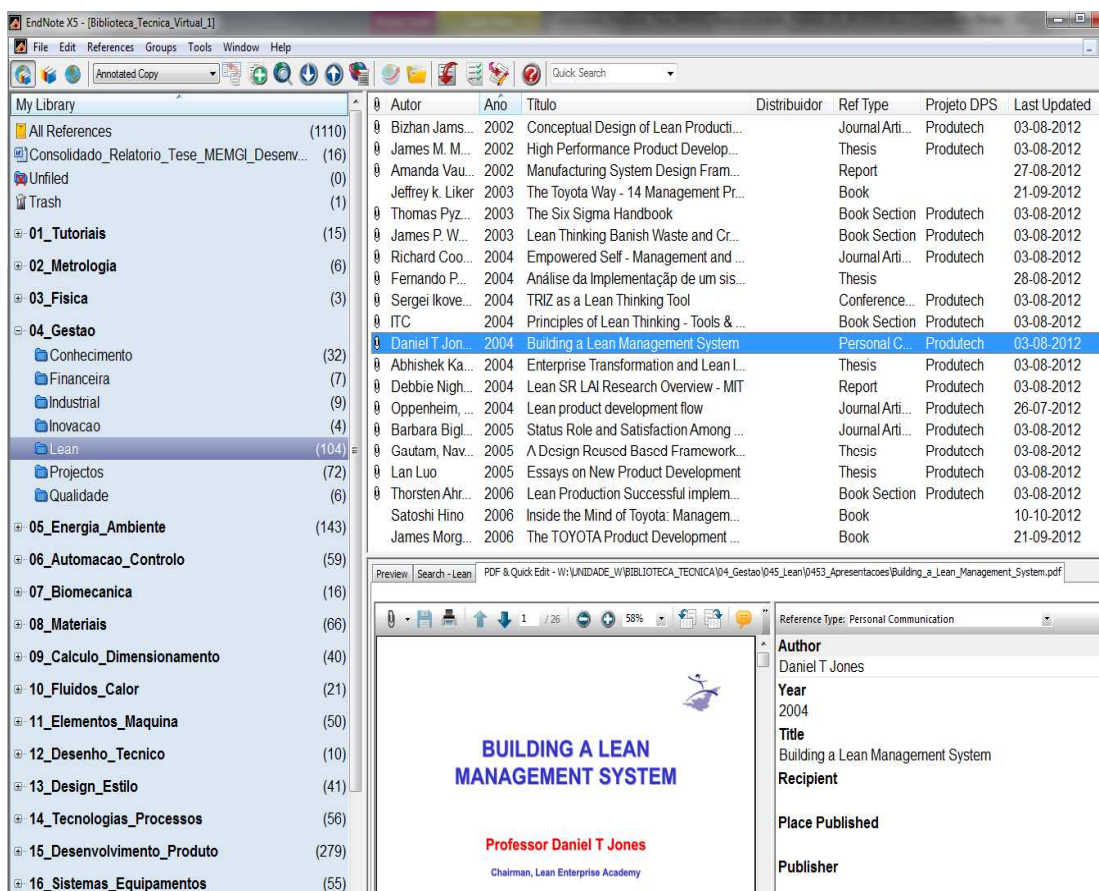 EndNote X5 - [Biblioteca_Tecnica_Virtual_1]
File Edit References Groups Tools Window Help
Annotated Copy
Quick Search
My Library
All References (1110)
Consolidado_Relatorio_Tese_MEMGI_Desenv... (16)
Unfiled (0)
Trash (1)
01_Tutoriais (15)
02_Metrologia (6)
03_Fisica (3)
04_Gestao
Conhecimento (32)
Financeira (7)
Industrial (9)
Inovacao (4)
Lean (104)
Projectos (72)
Qualidade (6)
05_Energia_Ambiente (143)
06_Automacao_Controlo (59)
07_Biomecanica (16)
08_Materiais (66)
09_Calculo_Dimensionamento (40)
10_Fluidos_Calor (21)
11_Elementos_Maquina (50)
12_Desenho_Tecnico (10)
13_Design_Estilo (41)
14_Tecnologias_Processos (56)
15_Desenvolvimento_Produto (279)
16_Sistemas_Equipamentos (55)
Autor Ano Título Distribuidor Ref Type Projeto DPS Last Updated
Bizhan Jams... 2002 Conceptual Design of Lean Producti... Journal Arti... Produtech 03-08-2012
James M. M... 2002 High Performance Product Develop... Thesis Produtech 03-08-2012
Amanda Vau... 2002 Manufacturing System Design Fram... Report 27-08-2012
Jeffrey k. Liker 2003 The Toyota Way - 14 Management Pr... Book 21-09-2012
Thomas Pyz... 2003 The Six Sigma Handbook Book Section Produtech 03-08-2012
James P. W... 2003 Lean Thinking Banish Waste and Cr... Book Section Produtech 03-08-2012
Richard Coo... 2004 Empowered Self - Management and ... Journal Arti... Produtech 03-08-2012
Fernando P... 2004 Análise da Implementaçãp de um sis... Thesis 28-08-2012
Sergei Ikove... 2004 TRIZ as a Lean Thinking Tool Conference... Produtech 03-08-2012
ITC 2004 Principles of Lean Thinking - Tools & ... Book Section Produtech 03-08-2012
Daniel T Jon... 2004 Building a Lean Management System Personal C... Produtech 03-08-2012
Abhishek Ka... 2004 Enterprise Transformation and Lean I... Thesis Produtech 03-08-2012
Debbie Nigh... 2004 Lean SR LAI Research Overview - MIT Report Produtech 03-08-2012
Oppenheim, ... 2004 Lean product development flow Journal Arti... Produtech 26-07-2012
Barbara Bigl... 2005 Status Role and Satisfaction Among ... Journal Arti... Produtech 03-08-2012
Gautam, Nav... 2005 A Design Reused Based Framework... Thesis Produtech 03-08-2012
Lan Luo 2005 Essays on New Product Development Thesis Produtech 03-08-2012
Thorsten Ahr... 2006 Lean Production Successful implem... Book Section Produtech 03-08-2012
Satoshi Hino 2006 Inside the Mind of Toyota: Managem... Book 10-10-2012
James Morg... 2006 The TOYOTA Product Development ... Book 21-09-2012
Preview Search - Lean PDF & Quick Edit - W:\UNIDADE_W\BIBLIOTECA_TECNICA\04_Gestao\045_Lean\0453_Apresentacoes\Building_a_Lean_Management_System.pdf
1 / 26 58%
BUILDING A LEAN
MANAGEMENT SYSTEM
Professor Daniel T Jones
Chairman, Lean Enterprise Academy
Reference Type: Personal Communication
Author
Daniel T Jones
Year
2004
Title
Building a Lean Management System
Recipient
Place Published
Publisher